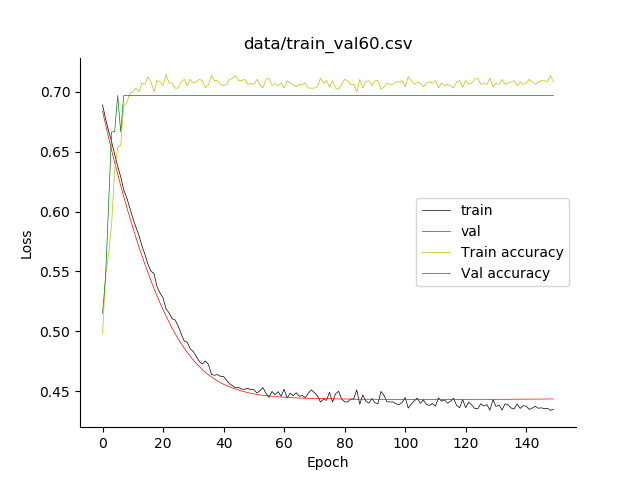 data/train_val60.csv
0.70
0.65
0.60
0.55
0.50
0.45
Loss
train
val
Train accuracy
Val accuracy
0 20 40 60 80 100 120 140
Epoch